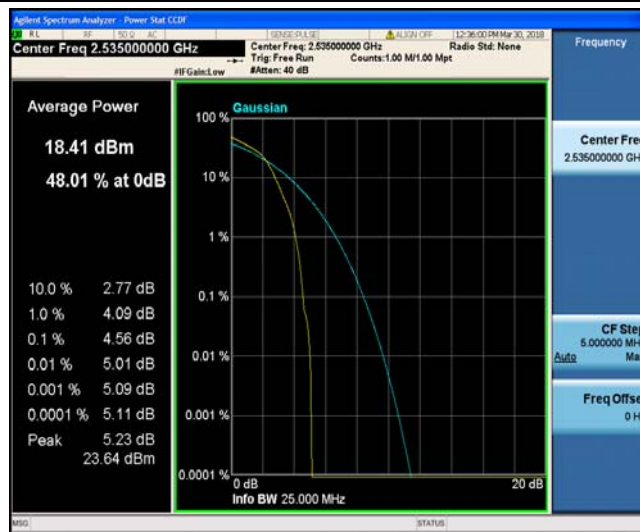 Agilent Spectrum Analyzer - Power Stat CCDF
RL RF 50 Ω AC SENSE:PULSE ALIGN OFF 12:36:00 PM Mar 30, 2018
Center Freq 2.535000000 GHz
Center Freq: 2.535000000 GHz Radio Std: None
Trig: Free Run Counts:1.00 M/1.00 Mpt
#IFGain:Low #Atten: 40 dB
Frequency
Average Power
18.41 dBm
48.01 % at 0dB
10.0 % 2.77 dB
1.0 % 4.09 dB
0.1 % 4.56 dB
0.01 % 5.01 dB
0.001 % 5.09 dB
0.0001 % 5.11 dB
Peak 5.23 dB
23.64 dBm
Gaussian
100 %
10 %
1 %
0.1 %
0.01 %
0.001 %
0.0001 %
0 dB 20 dB
Info BW 25.000 MHz
Center Fre
2.535000000 GH
CF Step
5.000000 MH
Auto Ma
Freq Offse
0 H
MSG STATUS